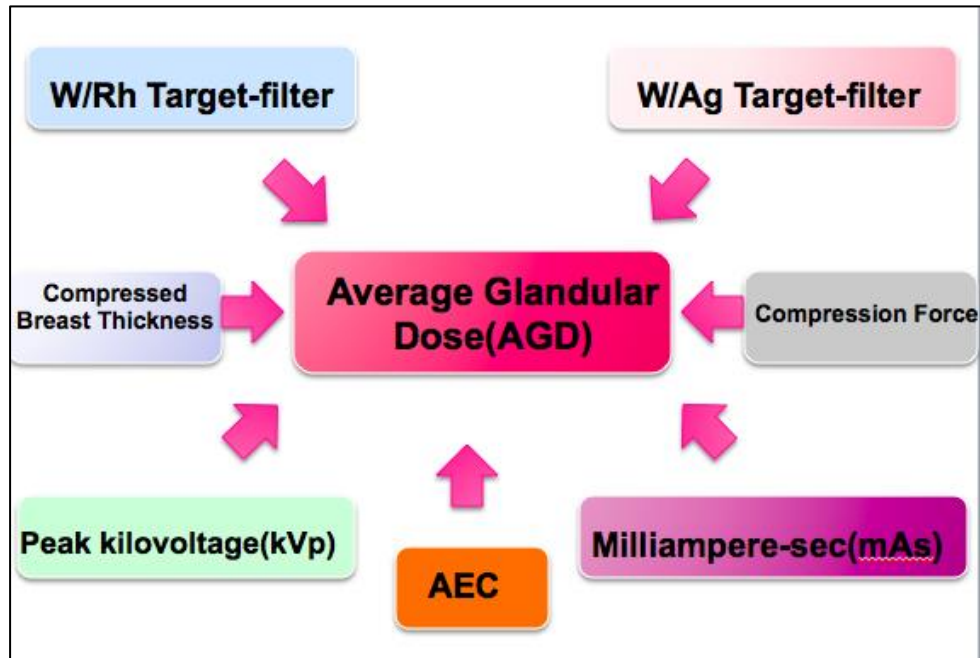 W/Rh Target-filter
W/Ag Target-filter
Compressed
Breast Thickness
Average Glandular
Dose(AGD)
Compression Force
Peak kilovoltage(kVp)
AEC
Milliampere-sec(mAs)